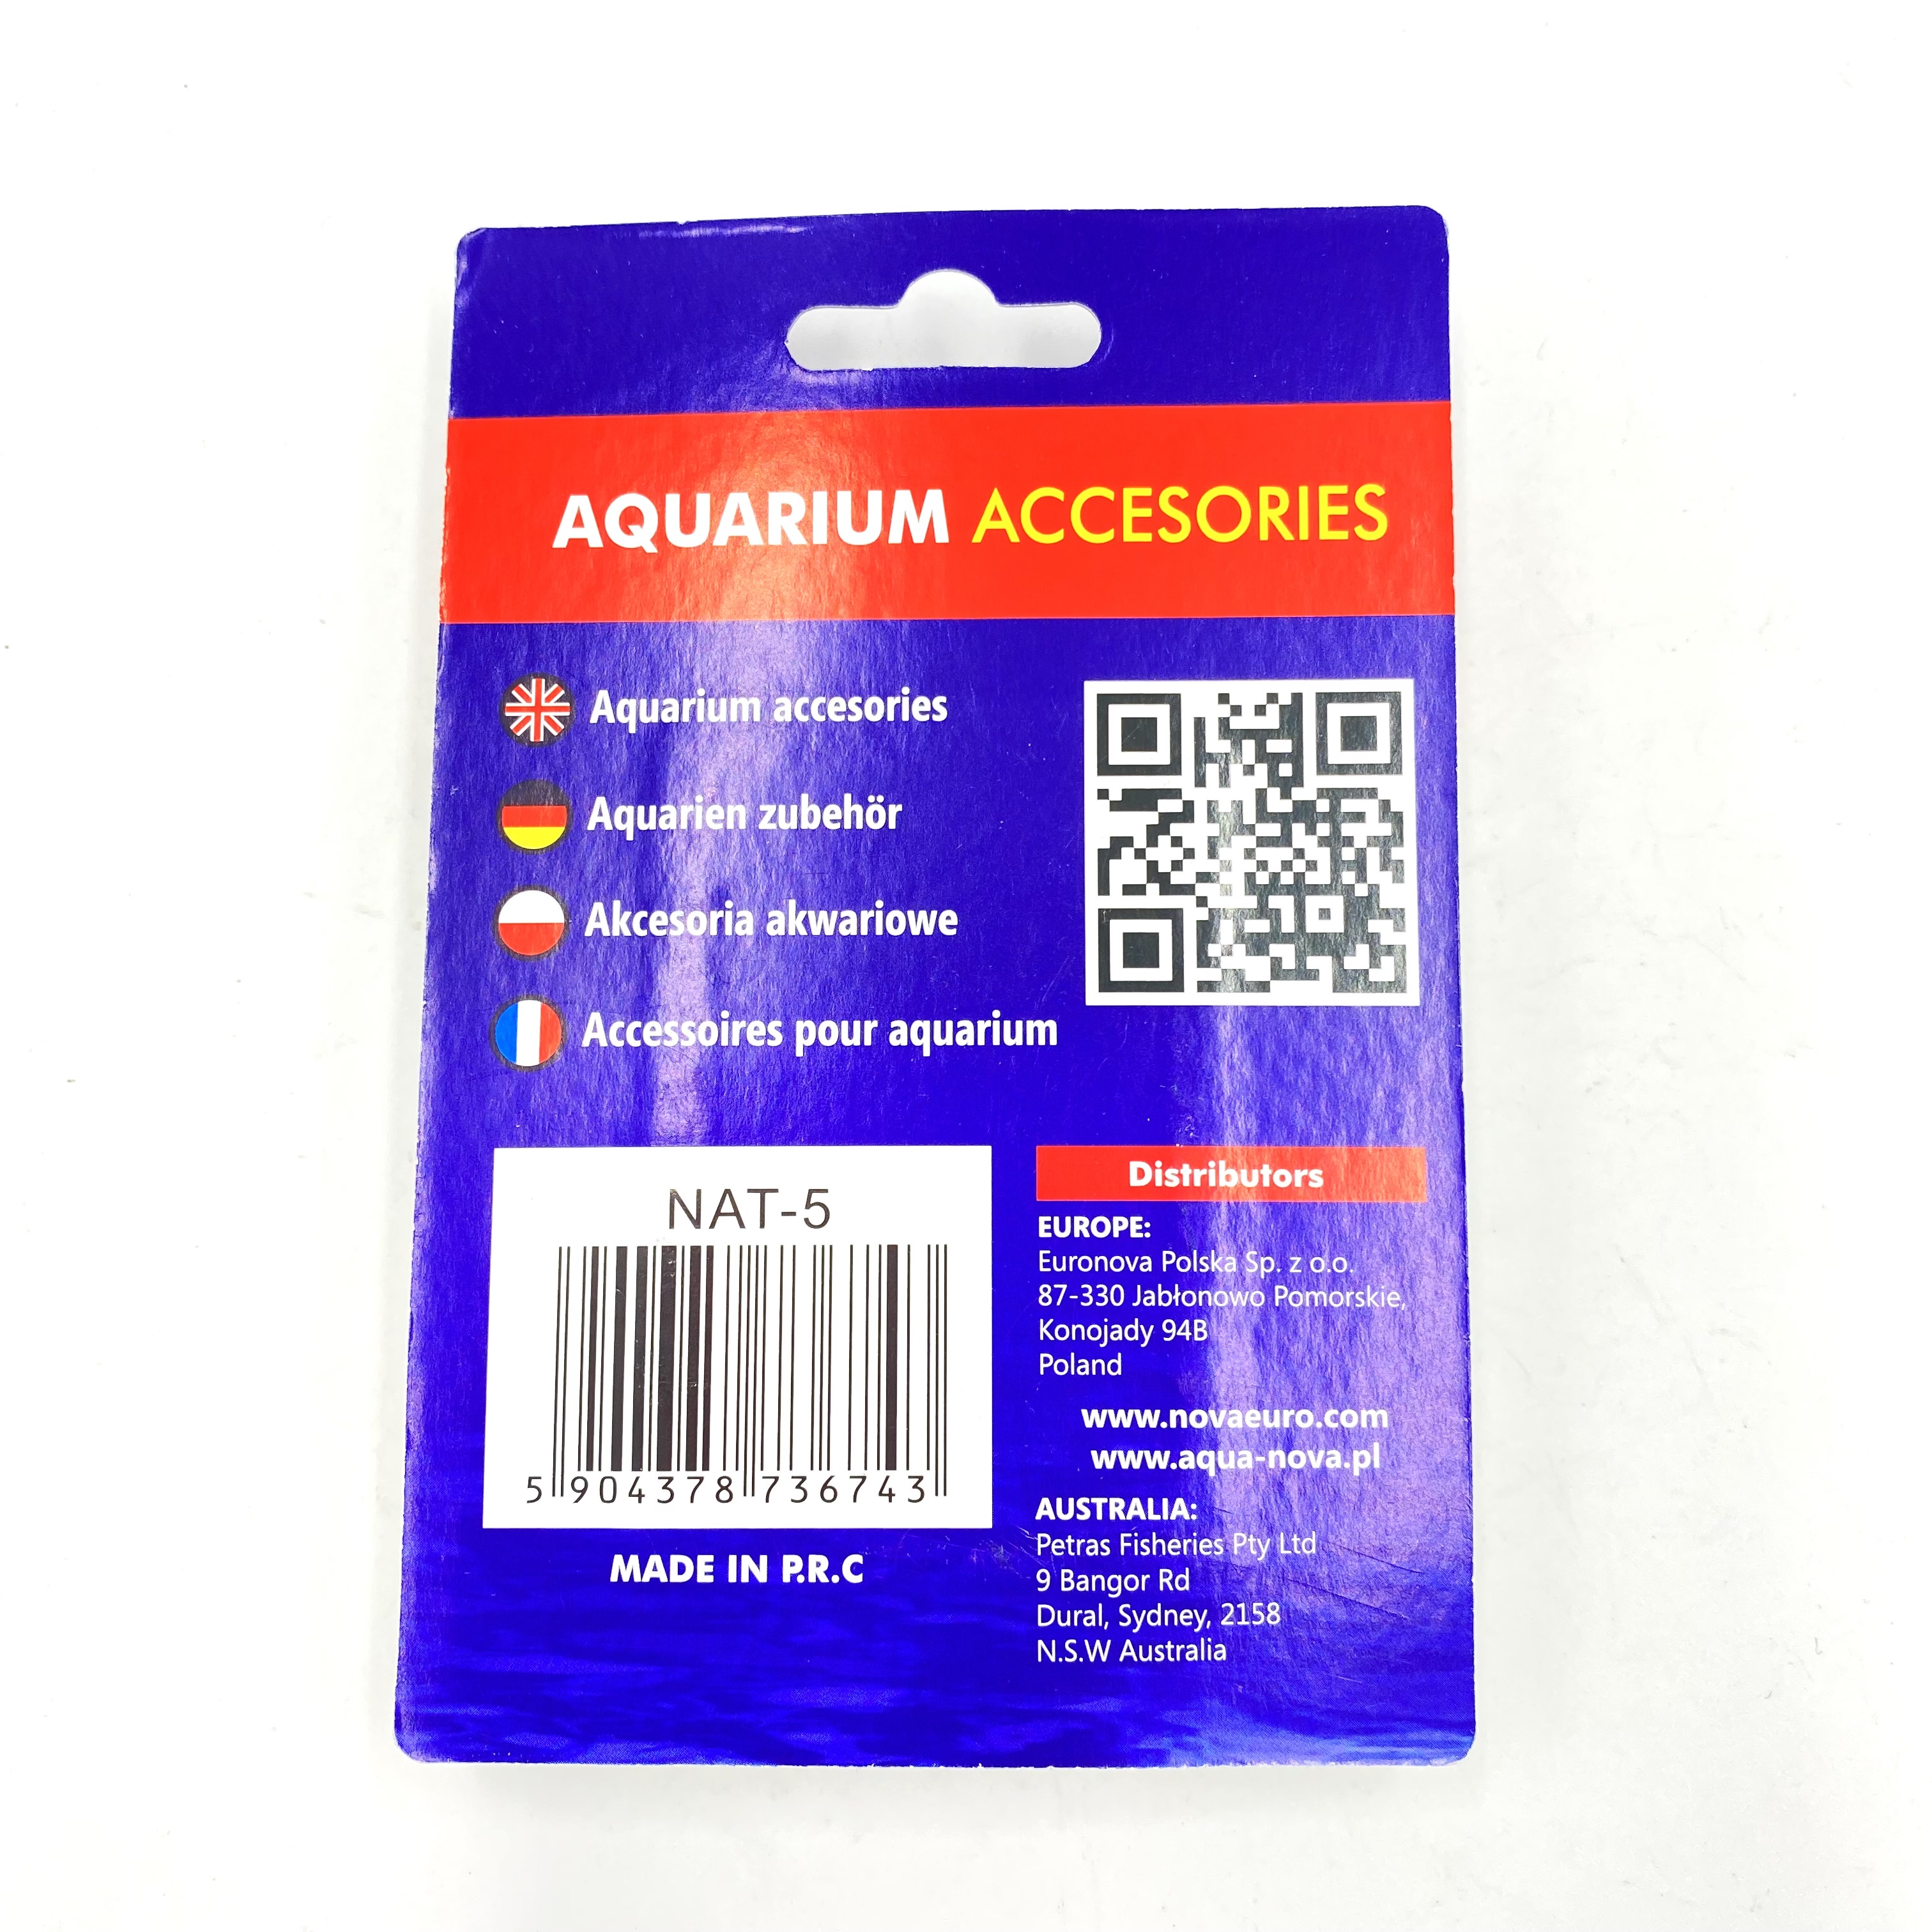 AQUARIUM ACCESORIES
Aquarium accesories
Aquarien zubehör
Akcesoria akwariowe
Accessoires pour aquarium
NAT-5
5 904378 736743
MADE IN P.R.C
Distributors
EUROPE:
Euronova Polska Sp. z o.o.
87-330 Jabłonowo Pomorskie,
Konojady 94B
Poland
www.novaeuro.com
www.aqua-nova.pl
AUSTRALIA:
Petras Fisheries Pty Ltd
9 Bangor Rd
Dural, Sydney, 2158
N.S.W Australia